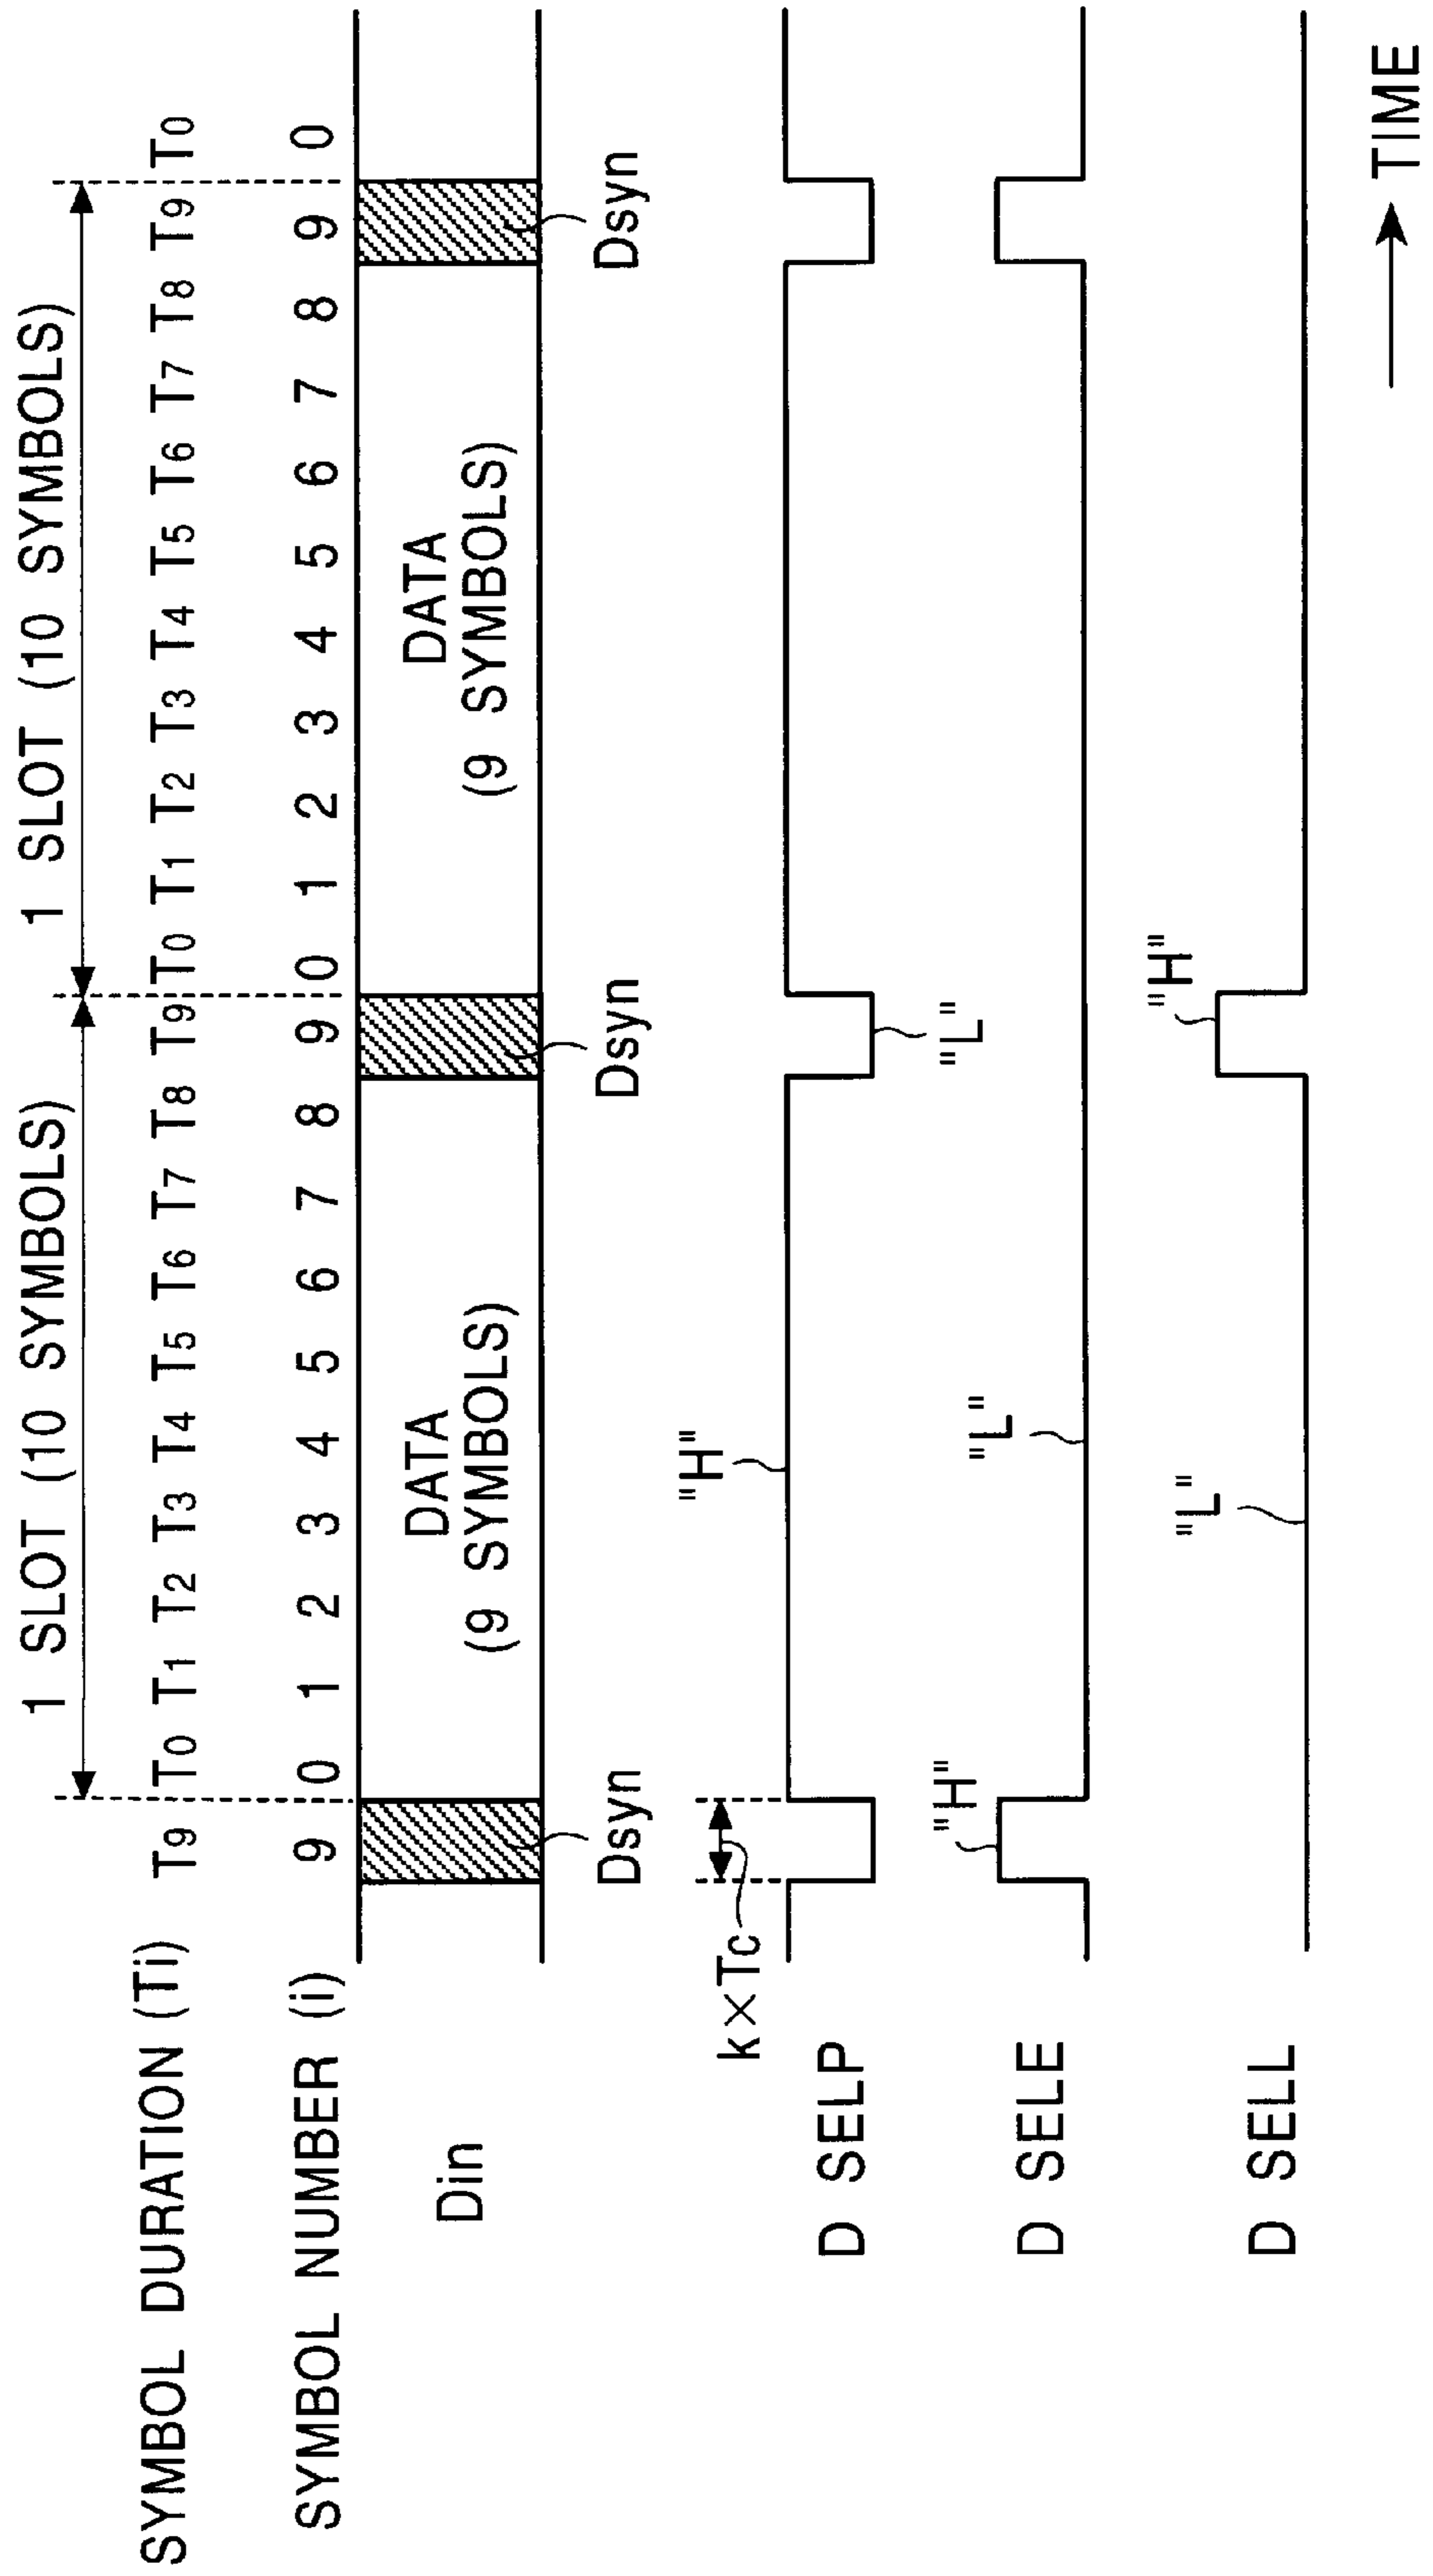 1 SLOT (10 SYMBOLS) 1 SLOT (10 SYMBOLS)
SYMBOL DURATION (Ti) T9 T0 T1 T2 T3 T4 T5 T6 T7 T8 T9 T0 T1 T2 T3 T4 T5 T6 T7 T8 T9 T0
SYMBOL NUMBER (i) 9 0 1 2 3 4 5 6 7 8 9 0 1 2 3 4 5 6 7 8 9 0
Din
DATA
(9 SYMBOLS)
DATA
(9 SYMBOLS)
Dsyn Dsyn Dsyn
k×Tc
"H"
D SELP
"L"
"H"
"L"
D SELE
"H"
"L"
D SELL
TIME